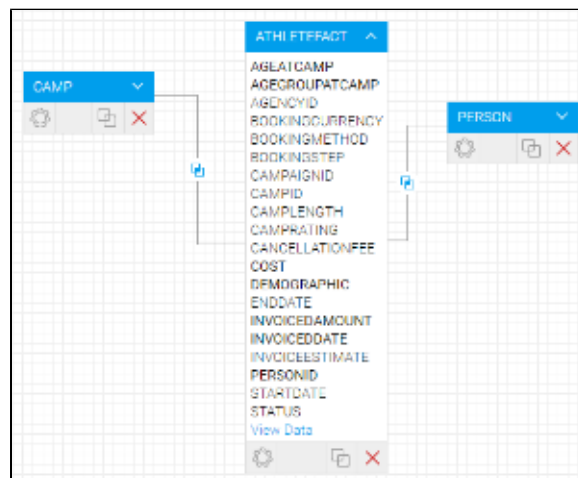 ATHLETEFACT
CAMP
PERSON
AGEATCAMP
AGEGROUPATCAMP
AGENCYID
BOOKINGCURRENCY
BOOKINGMETHOD
BOOKINGSTEP
CAMPAIGNID
CAMPID
CAMPLENGTH
CAMPRATING
CANCELLATIONFEE
COST
DEMOGRAPHIC
ENDDATE
INVOICEDAMOUNT
INVOICEDDATE
INVOICEESTIMATE
PERSONID
STARTDATE
STATUS
View Data